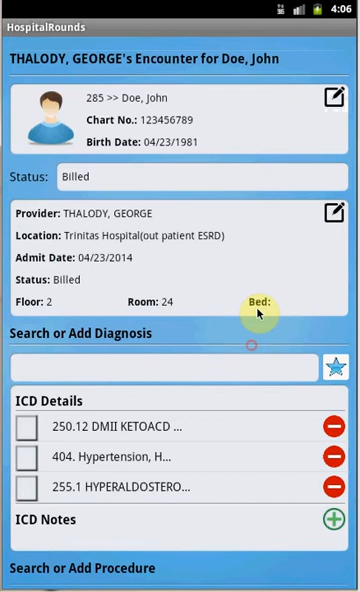 4:06
HospitalRounds
THALODY, GEORGE's Encounter for Doe, John
285 >> Doe, John
Chart No.: 123456789
Birth Date: 04/23/1981
Status: Billed
Provider: THALODY, GEORGE
Location: Trinitas Hospital(out patient ESRD)
Admit Date: 04/23/2014
Status: Billed
Floor: 2 Room: 24 Bed:
Search or Add Diagnosis
ICD Details
250.12 DMII KETOACD ...
404. Hypertension, H...
255.1 HYPERALDOSTERO...
ICD Notes
Search or Add Procedure